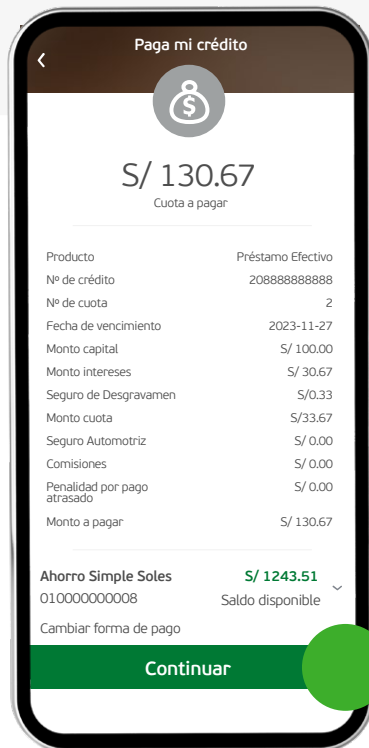 Paga mi crédito
$
S/ 130.67
Cuota a pagar
Producto Préstamo Efectivo
Nº de crédito 208888888888
Nº de cuota 2
Fecha de vencimiento 2023-11-27
Monto capital S/ 100.00
Monto intereses S/ 30.67
Seguro de Desgravamen S/0.33
Monto cuota S/33.67
Seguro Automotriz S/ 0.00
Comisiones S/ 0.00
Penalidad por pago S/ 0.00
atrasado
Monto a pagar S/ 130.67
Ahorro Simple Soles S/ 1243.51
010000000008 Saldo disponible
Cambiar forma de pago
Continuar